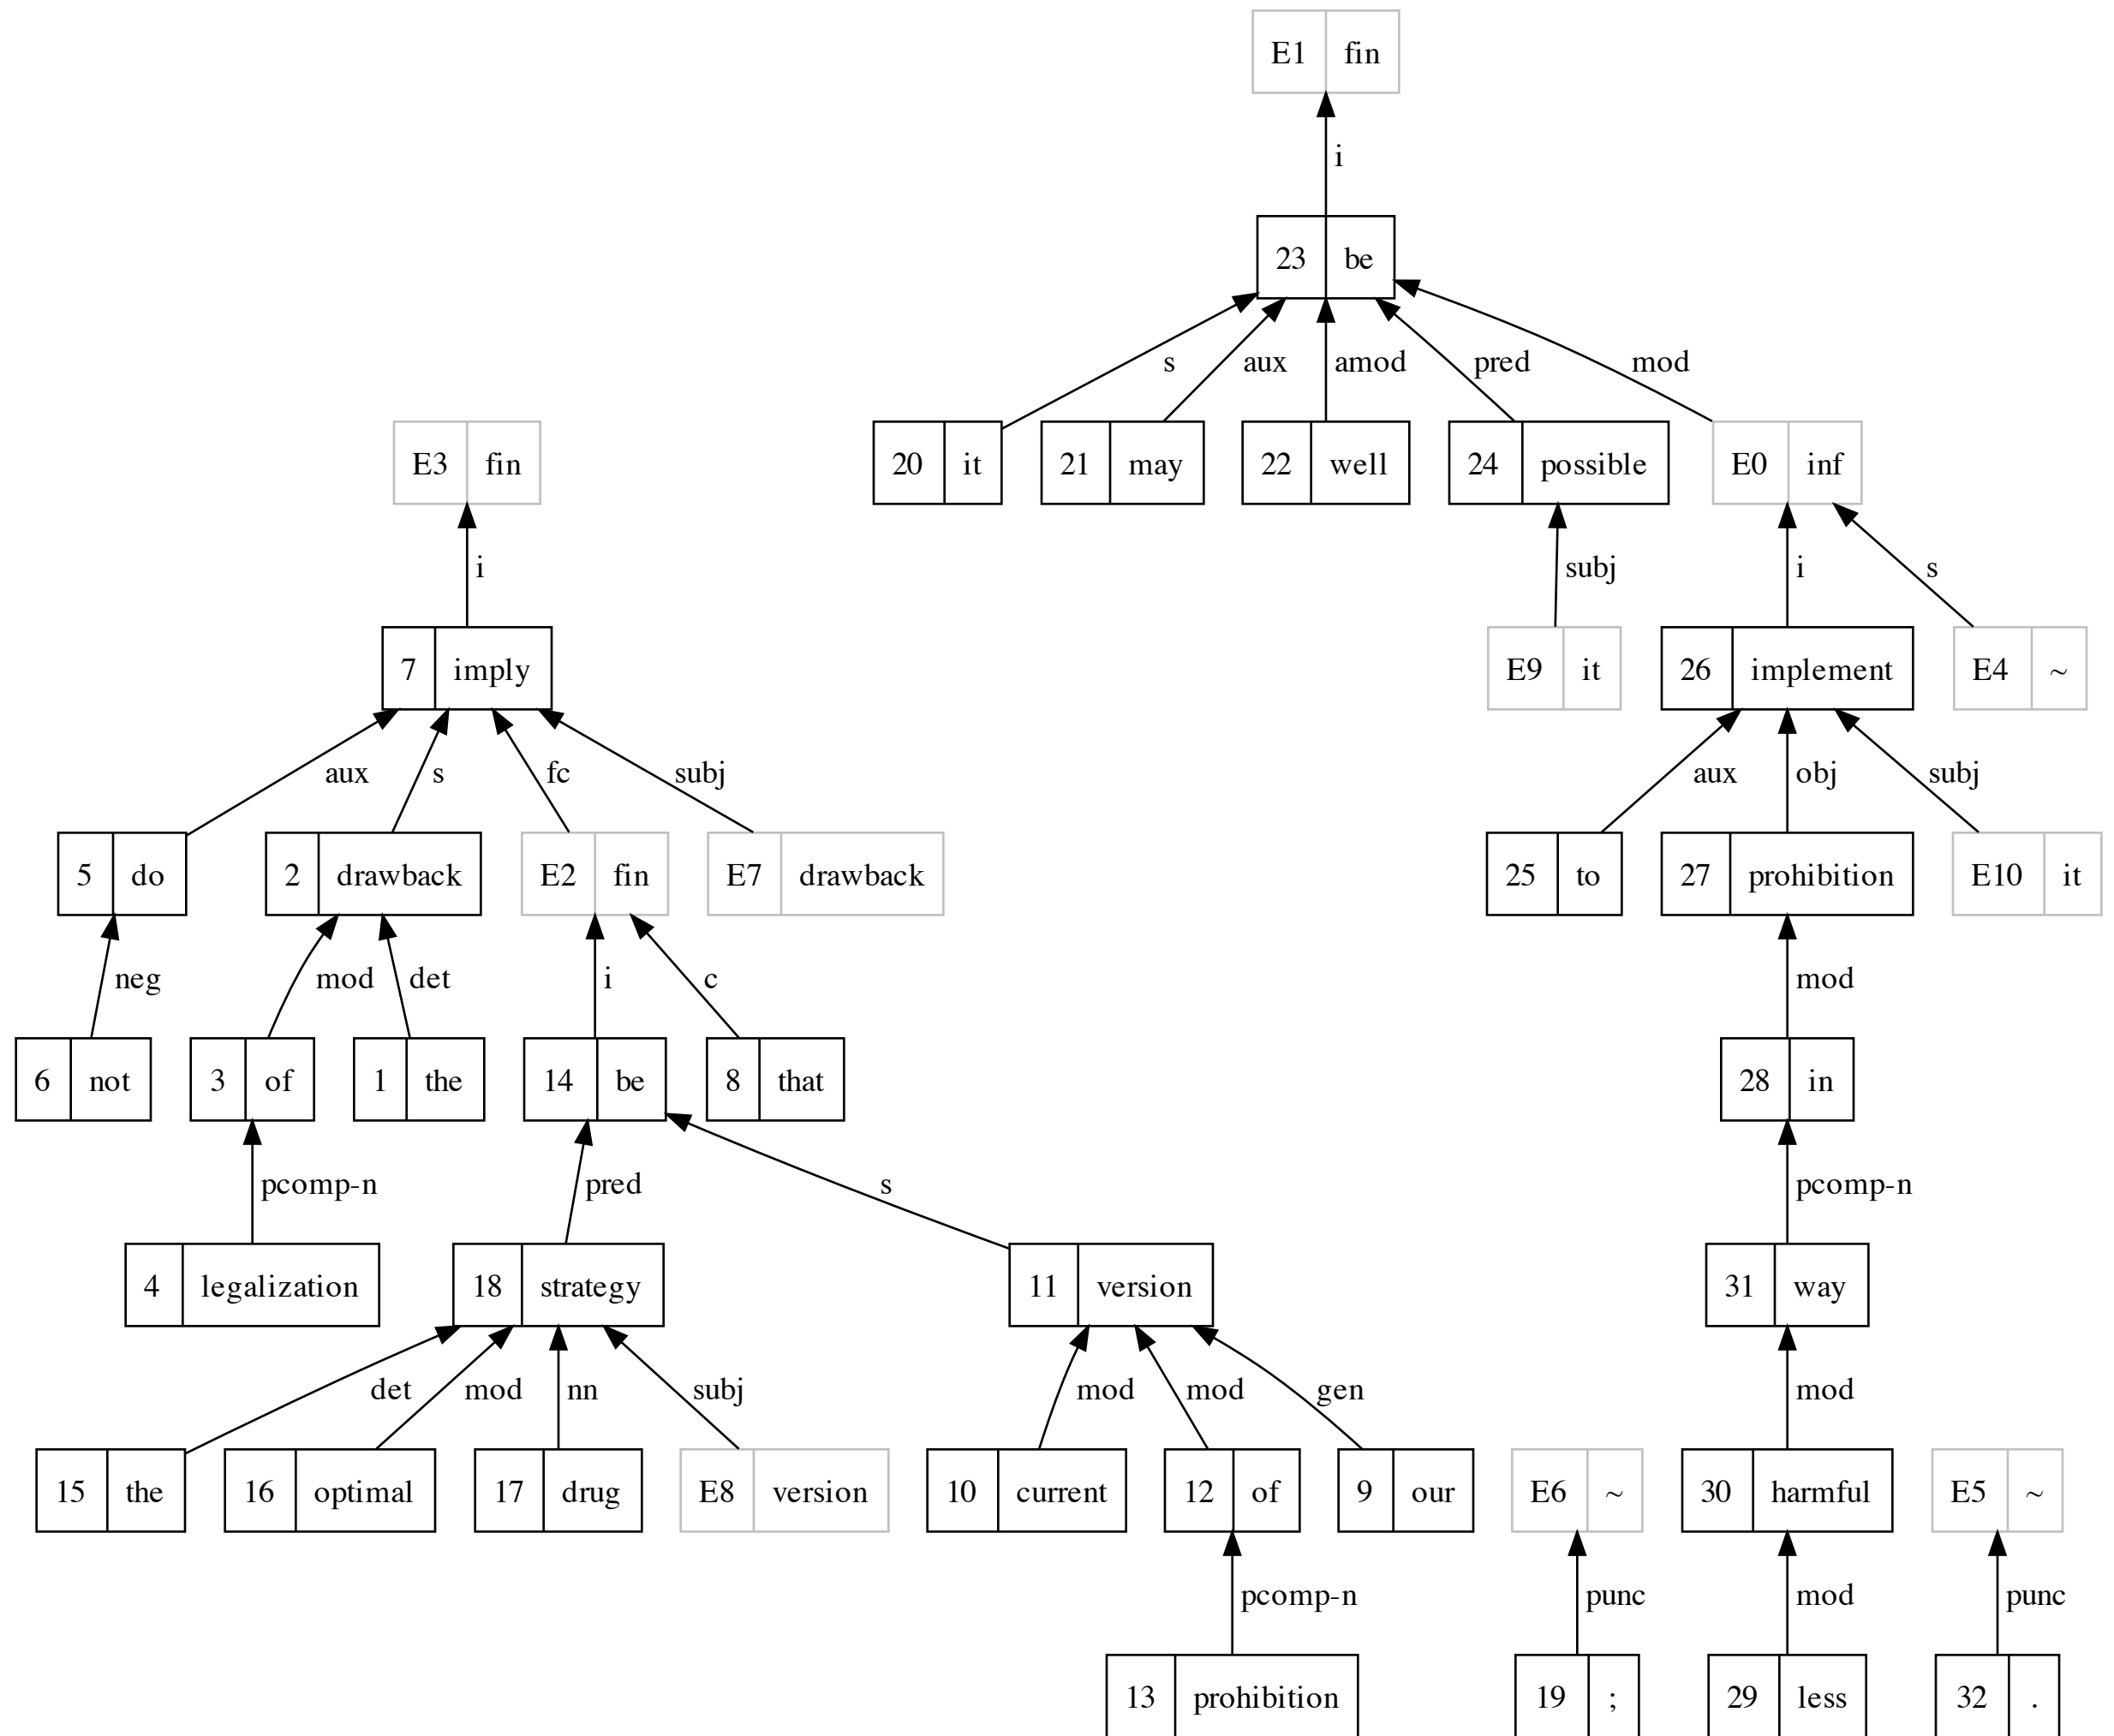 E1 fin
i
23 be
s aux amod pred mod
E3 fin 20 it 21 may 22 well 24 possible E0 inf
i subj i s
7 imply E9 it 26 implement E4 ~
aux s fc subj aux obj subj
5 do 2 drawback E2 fin E7 drawback 25 to 27 prohibition E10 it
neg mod det i c mod
6 not 3 of 1 the 14 be 8 that 28 in
pcomp-n pred s pcomp-n
4 legalization 18 strategy 11 version 31 way
det mod nn subj mod mod gen mod
15 the 16 optimal 17 drug E8 version 10 current 12 of 9 our E6 ~ 30 harmful E5 ~
pcomp-n punc mod punc
13 prohibition 19 ; 29 less 32 .